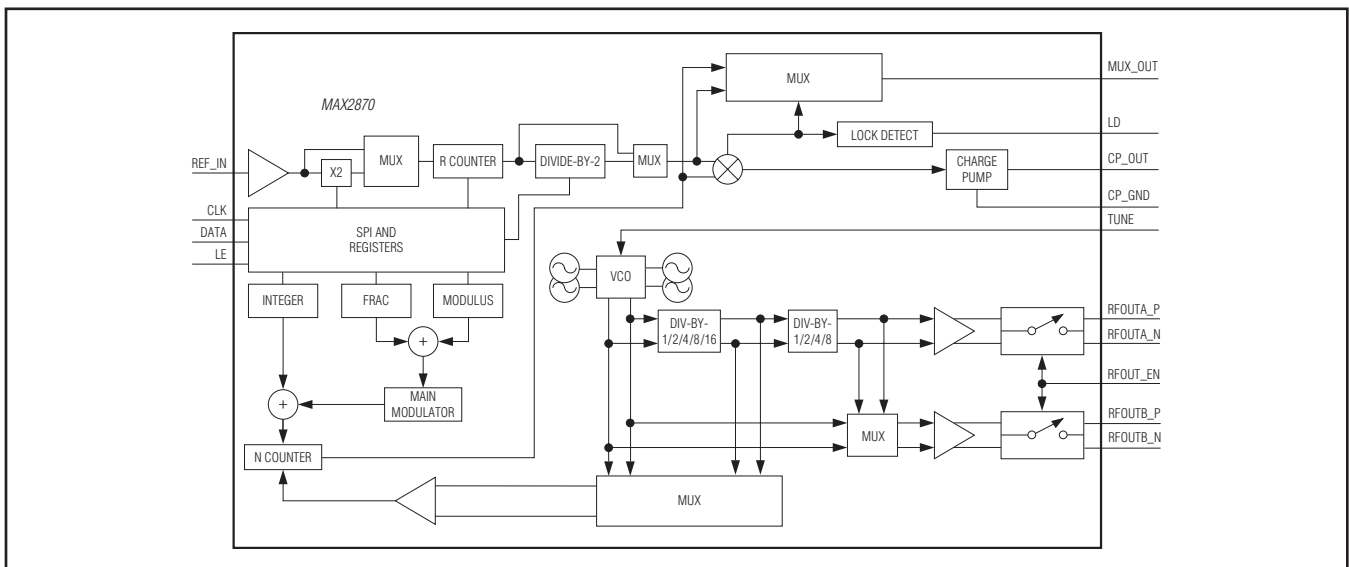 MAX2870
REF_IN
CLK
DATA
LE
X2
MUX
R COUNTER
DIVIDE-BY-2
MUX
SPI AND
REGISTERS
INTEGER
FRAC
MODULUS
+
+
MAIN
MODULATOR
N COUNTER
MUX
LOCK DETECT
CHARGE
PUMP
VCO
DIV-BY-
1/2/4/8/16
DIV-BY-
1/2/4/8
MUX
MUX
MUX_OUT
LD
CP_OUT
CP_GND
TUNE
RFOUTA_P
RFOUTA_N
RFOUT_EN
RFOUTB_P
RFOUTB_N